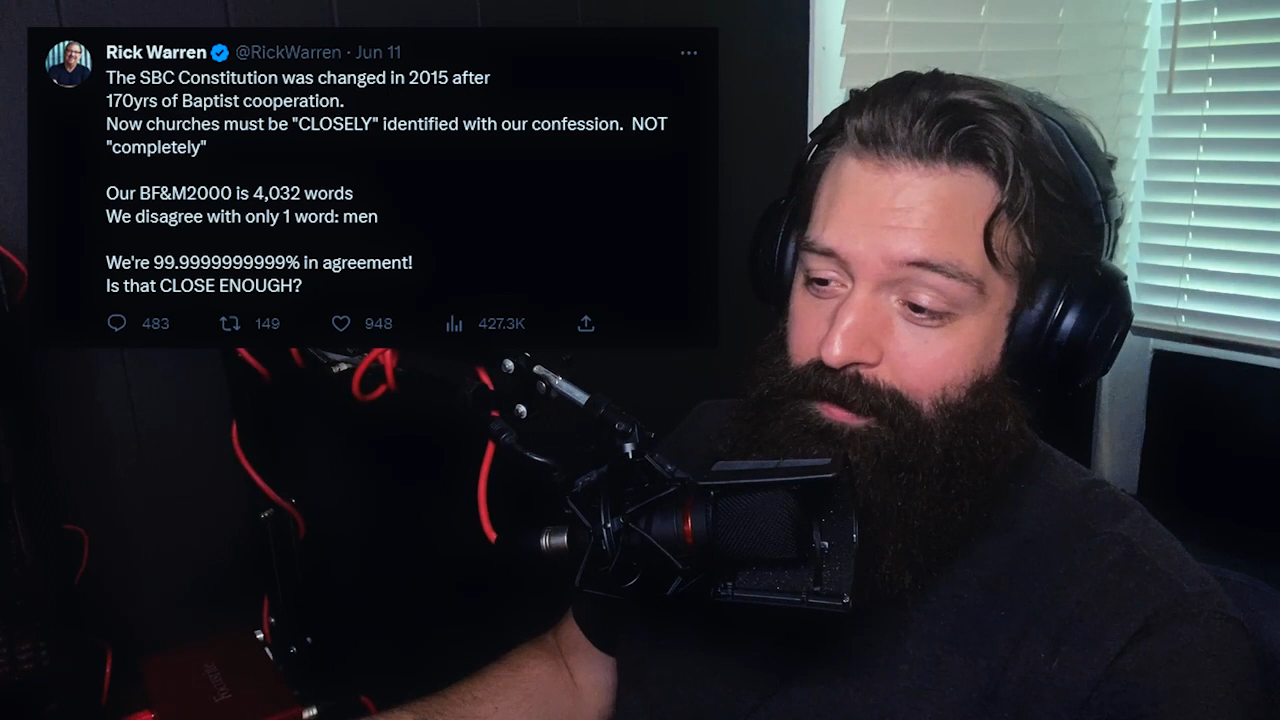 Rick Warren @RickWarren · Jun 11
The SBC Constitution was changed in 2015 after
170yrs of Baptist cooperation.
Now churches must be "CLOSELY" identified with our confession. NOT
"completely"
Our BF&M2000 is 4,032 words
We disagree with only 1 word: men
We're 99.9999999999% in agreement!
Is that CLOSE ENOUGH?
483 149 948 427.3K
Focusrite